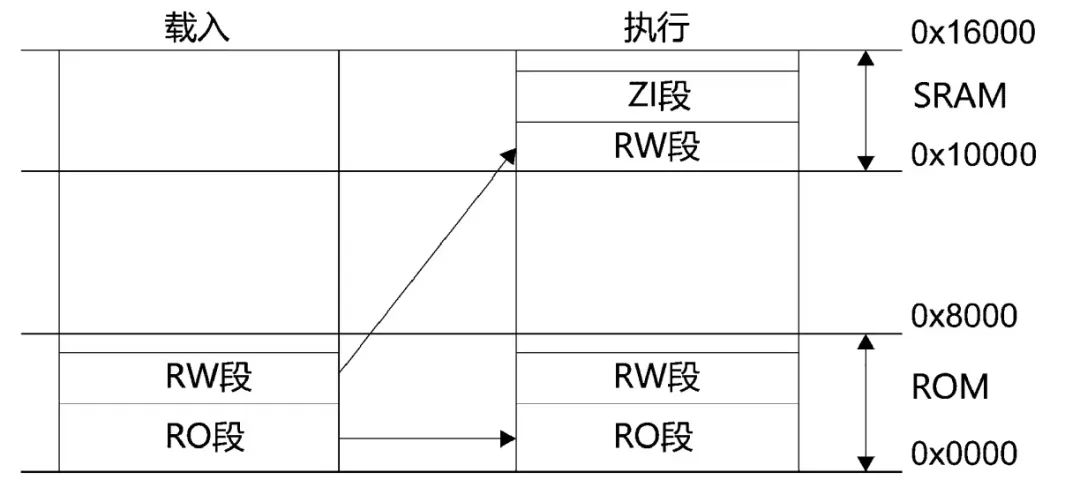 载入 执行 0x16000
ZI段 SRAM
RW段 0x10000
0x8000
RW段 RW段 ROM
RO段 RO段 0x0000